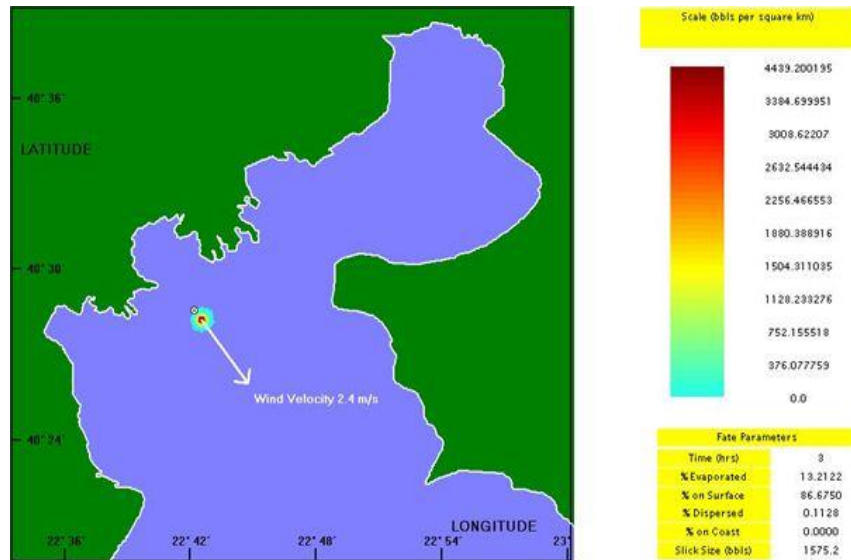 40° 36'
LATITUDE
40° 30'
Wind Velocity 2.4 m/s
40° 24'
LONGITUDE
22° 36' 22° 42' 22° 48' 22° 54' 23°
Scale (bbls per square km)
4439.200195
3384.699951
3008.62207
2632.544434
2256.466553
1880.388916
1504.311035
1128.233276
752.155518
376.077759
0.0
Fate Parameters
Time (hrs) 3
% Evaporated 13.2122
% on Surface 86.6750
% Dispersed 0.1128
% on Coast 0.0000
Slick Size (bbls) 1575.2